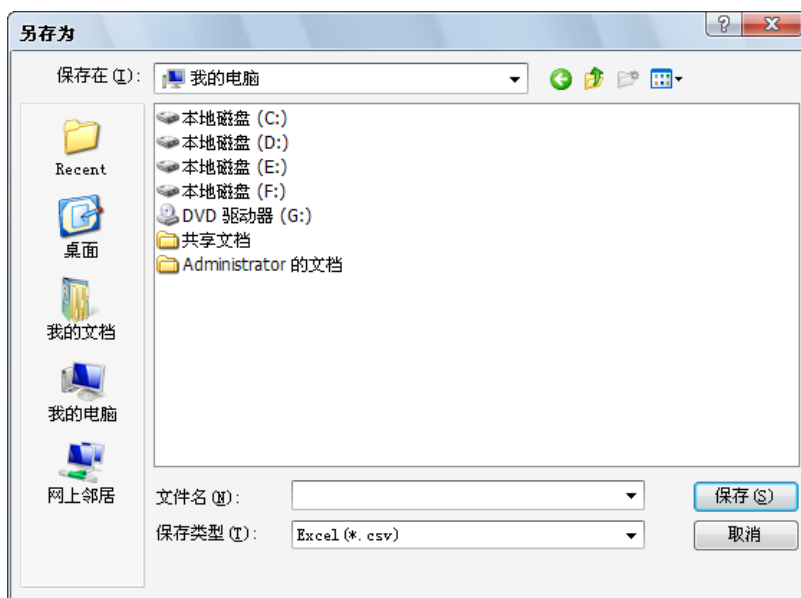 另存为
保存在(I):
我的电脑
Recent
桌面
我的文档
我的电脑
网上邻居
本地磁盘 (C:)
本地磁盘 (D:)
本地磁盘 (E:)
本地磁盘 (F:)
DVD 驱动器 (G:)
共享文档
Administrator 的文档
文件名(N):
保存(S)
保存类型(T):
Excel(*.csv)
取消